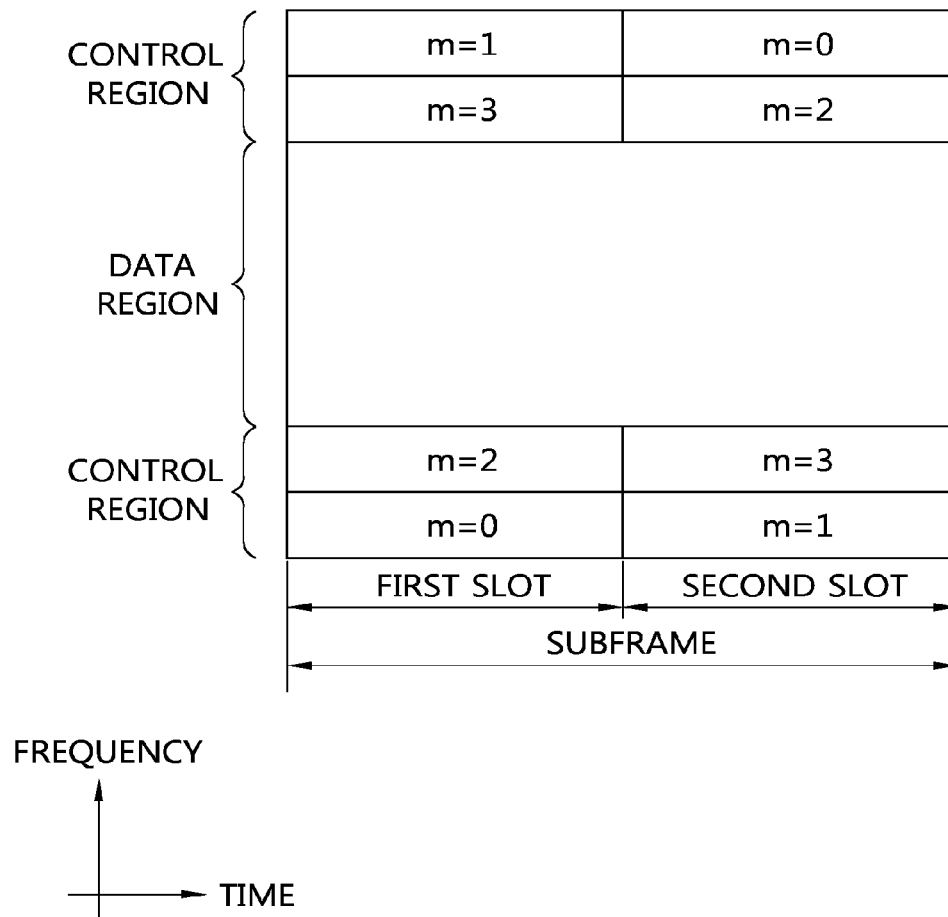 CONTROL
REGION
m=1
m=0
m=3
m=2
DATA
REGION
CONTROL
REGION
m=2
m=3
m=0
m=1
FIRST SLOT
SECOND SLOT
SUBFRAME
FREQUENCY
TIME